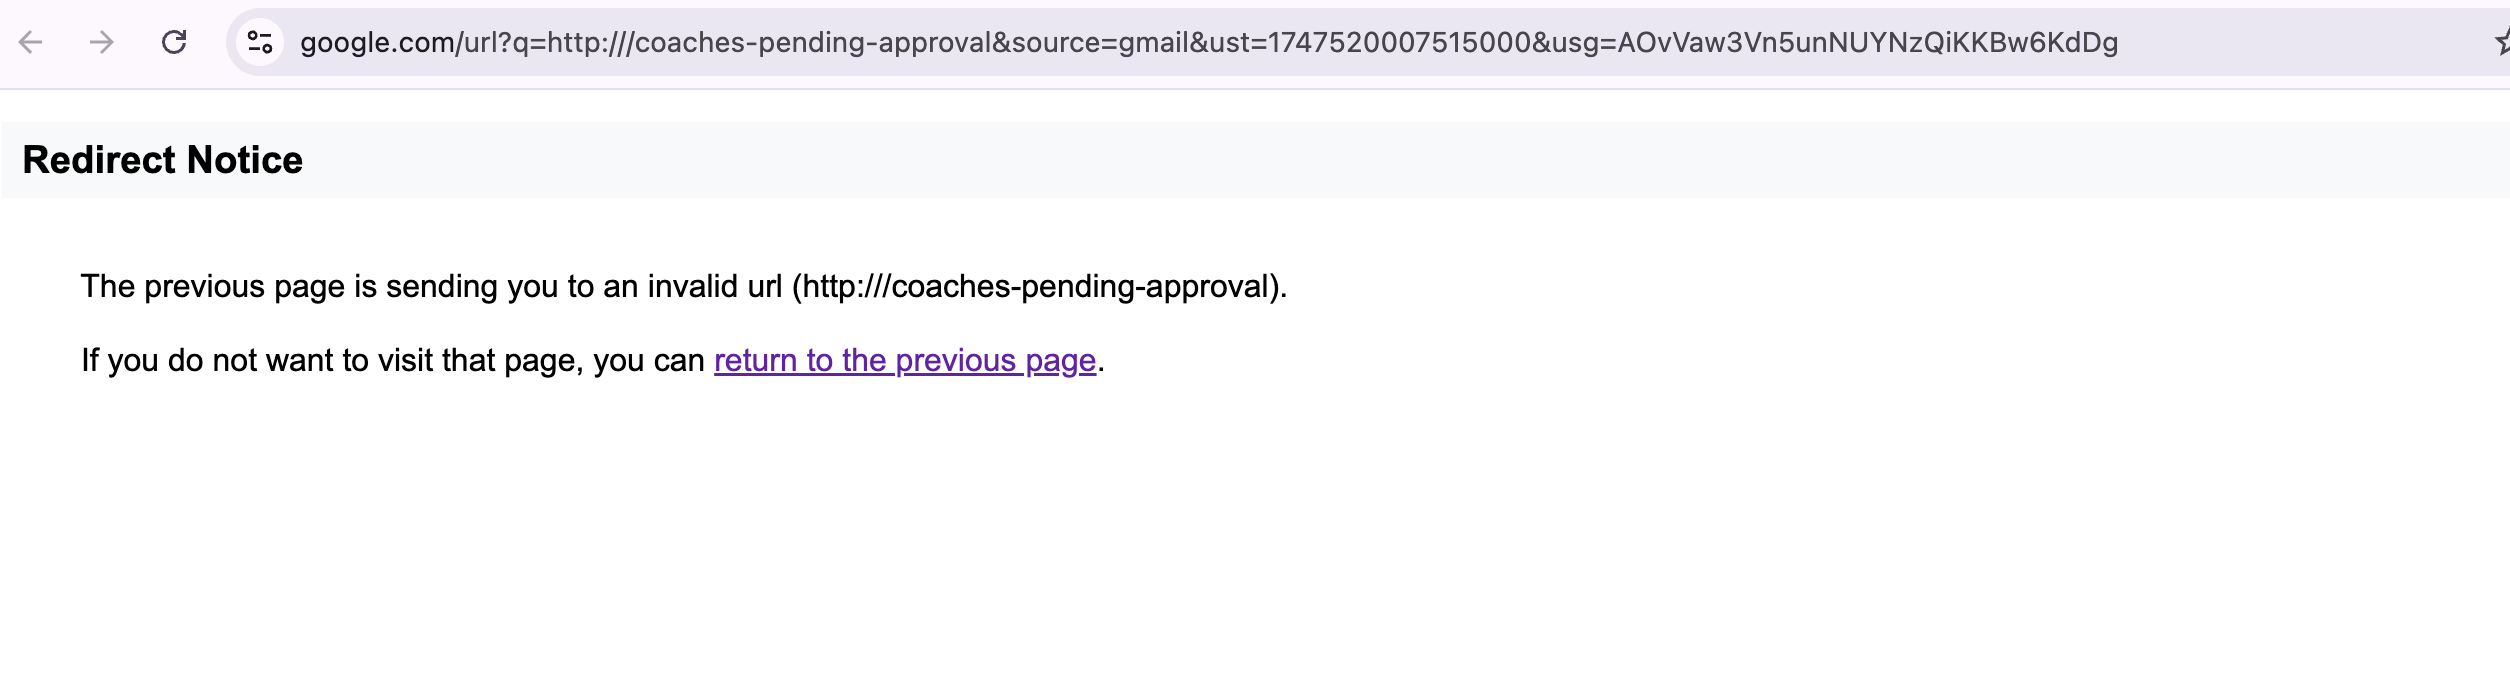 google.com/url?q=http:///coaches-pending-approval&source=gmail&ust=1747520007515000&usg=AOvVaw3Vn5unNUYNzQiKKBw6KdDg
Redirect Notice
The previous page is sending you to an invalid url (http:///coaches-pending-approval).
If you do not want to visit that page, you can return to the previous page.